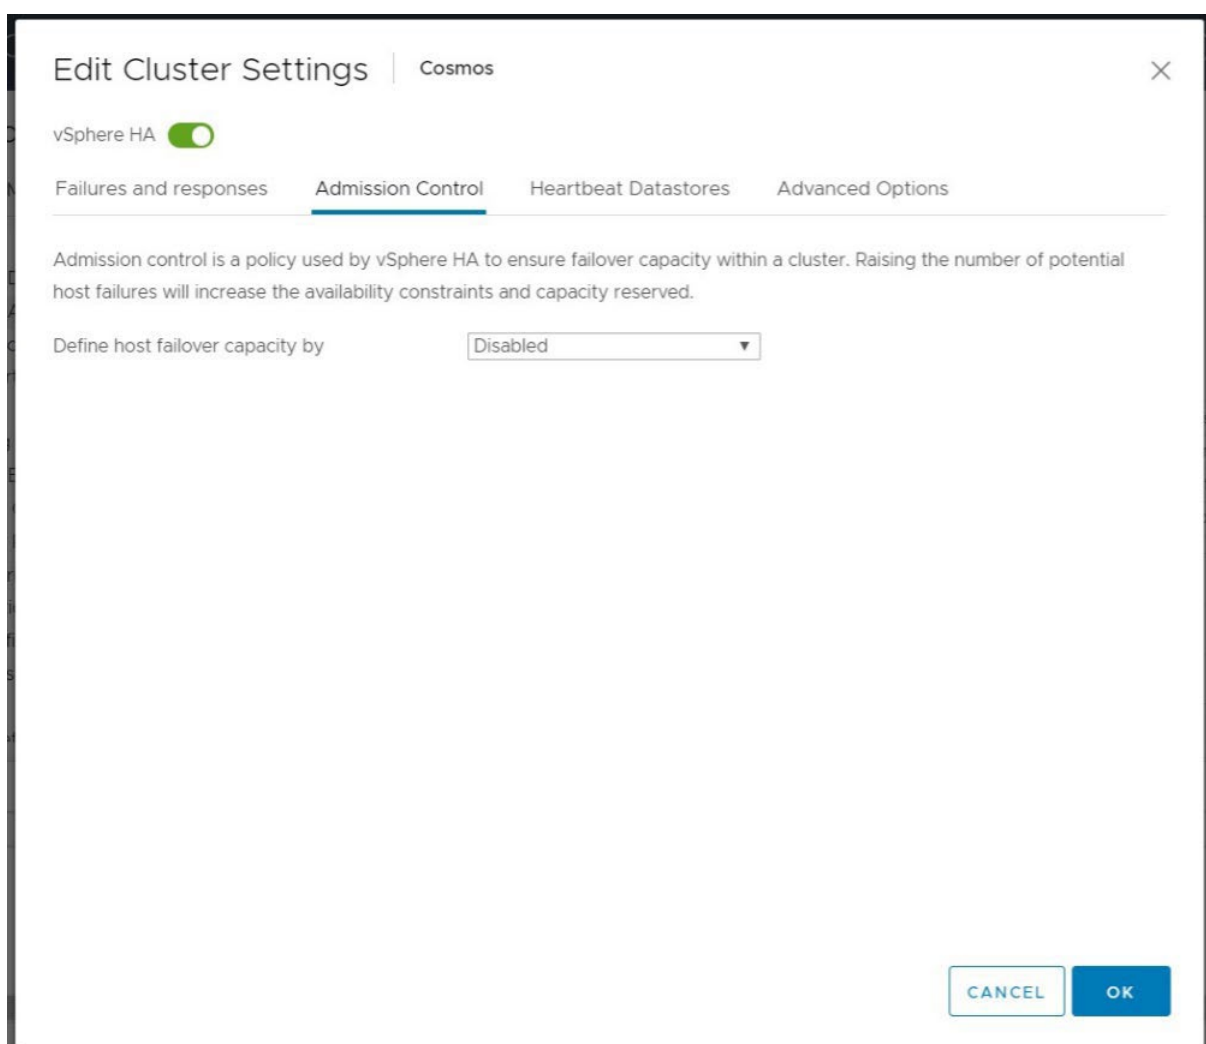 Edit Cluster Settings Cosmos
vSphere HA
Failures and responses Admission Control Heartbeat Datastores Advanced Options
Admission control is a policy used by vSphere HA to ensure failover capacity within a cluster. Raising the number of potential
host failures will increase the availability constraints and capacity reserved.
Define host failover capacity by Disabled
CANCEL OK